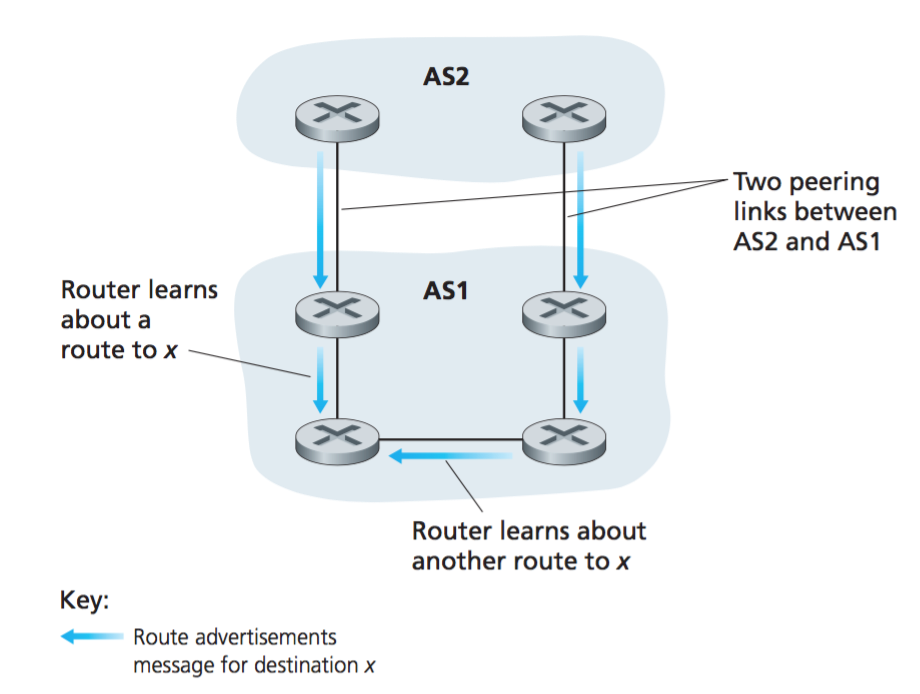 AS2
Two peering
links between
AS2 and AS1
AS1
Router learns
about a
route to x
Router learns about
another route to x
Key:
Route advertisements
message for destination x